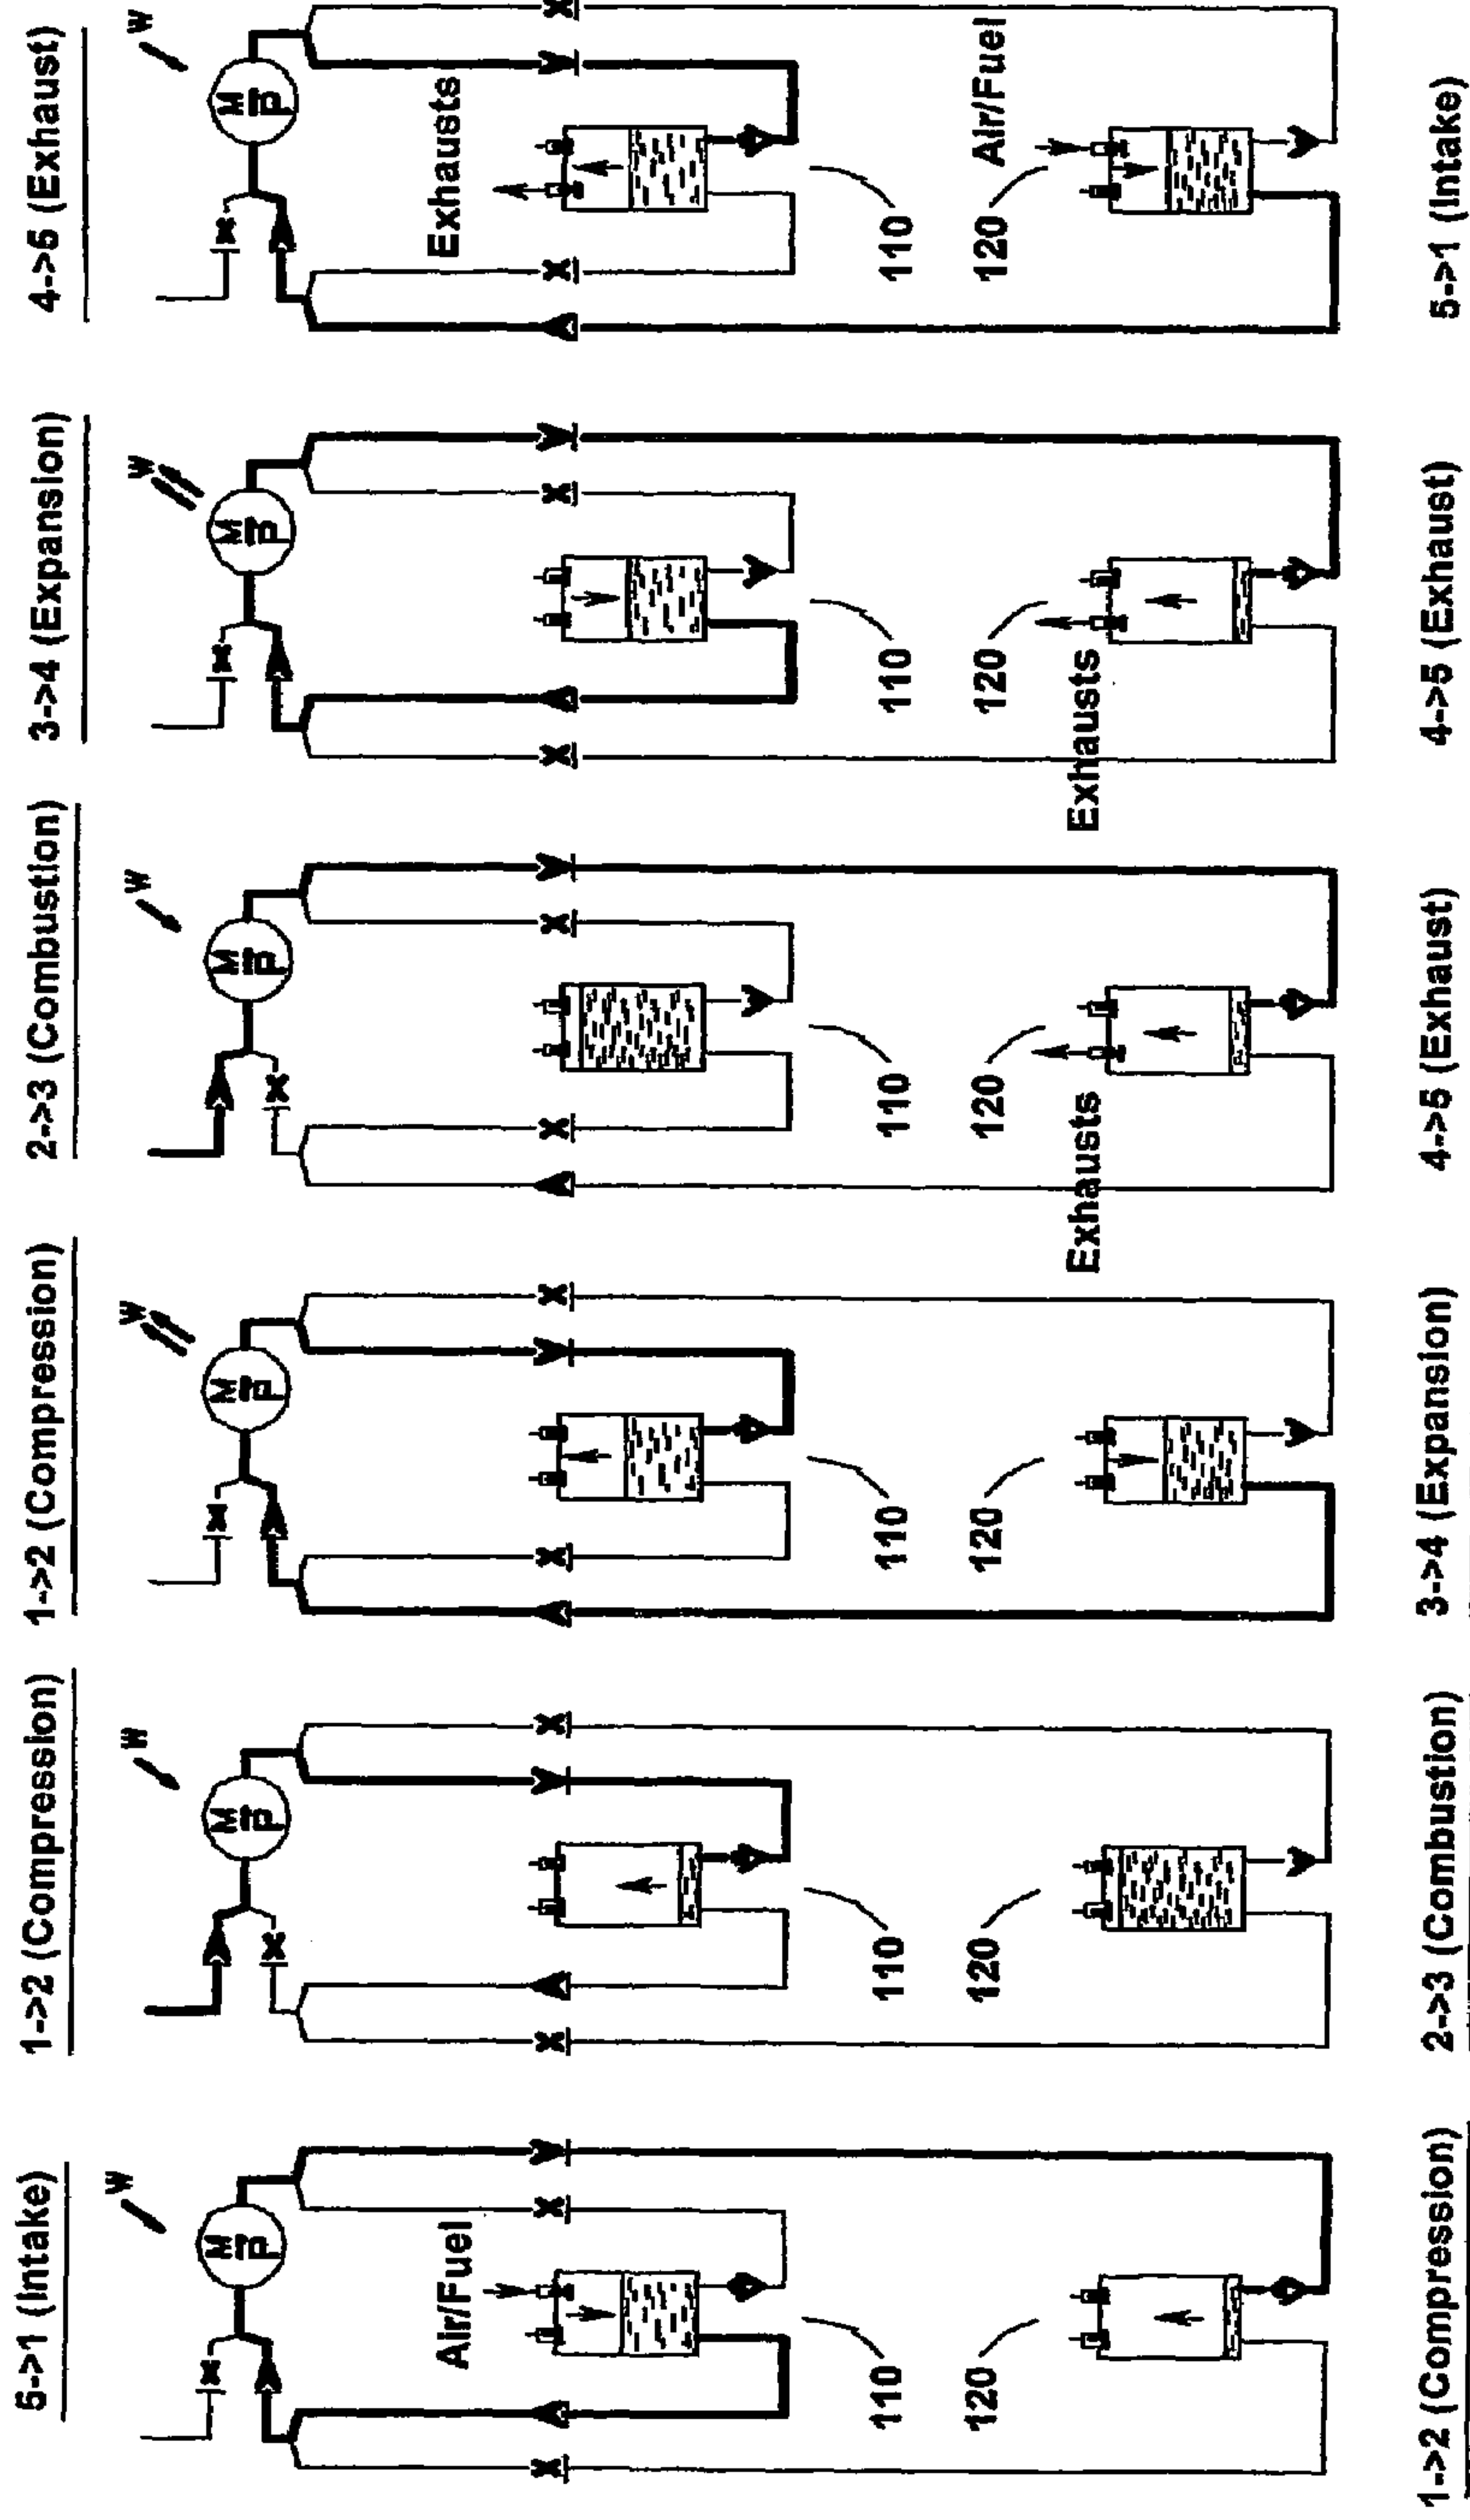 5->1 (Intake)
W
M
P
Air/Fuel
110
120
1->2 (Compression)
1->2 (Compression)
W
M
P
110
120
2->3 (Combustion)
1->2 (Compression)
W
M
P
110
120
3->4 (Expansion)
2->3 (Combustion)
W
M
P
110
120
Exhausts
4->5 (Exhaust)
3->4 (Expansion)
W
M
P
110
120
Exhausts
4->5 (Exhaust)
4->5 (Exhaust)
W
M
P
Exhausts
110
120
Air/Fuel
5->1 (Intake)